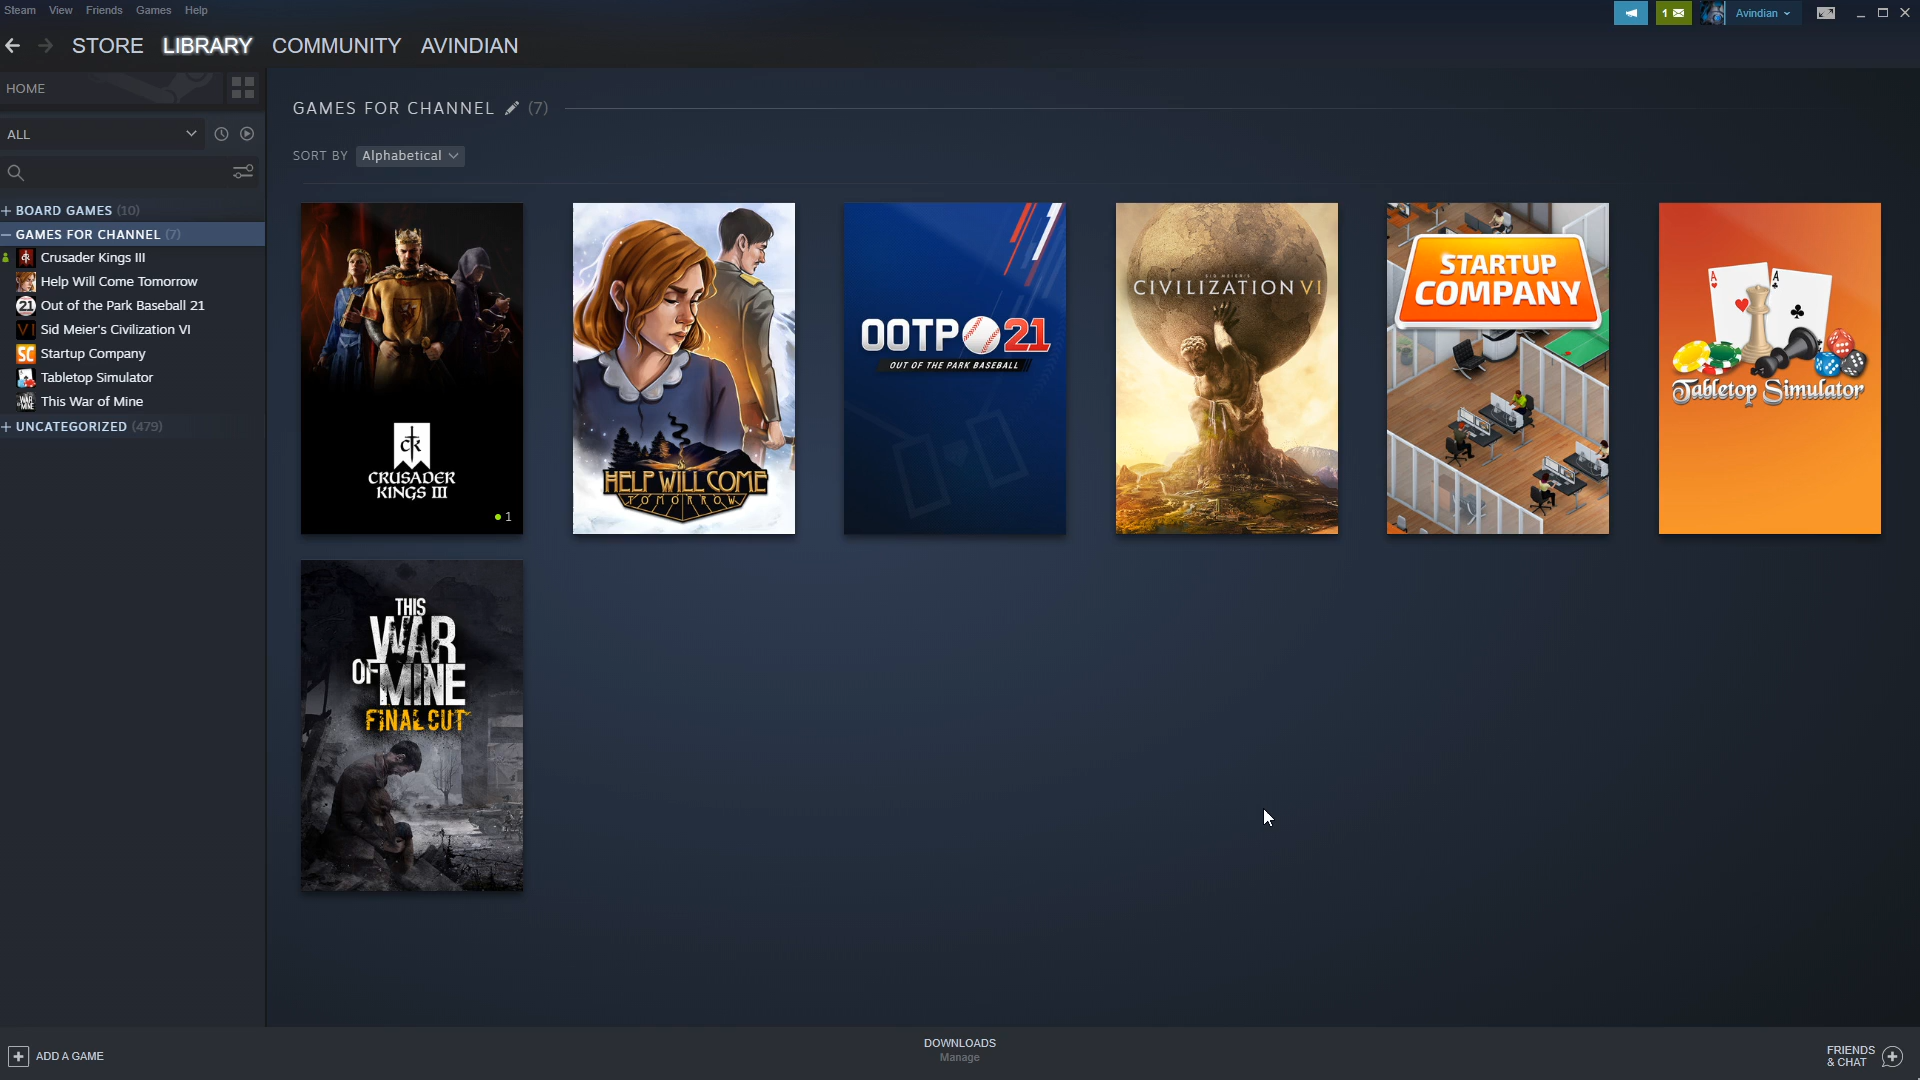 Steam View Friends Games Help
1
Avindian
STORE LIBRARY COMMUNITY AVINDIAN
HOME
ALL
BOARD GAMES (10)
GAMES FOR CHANNEL (7)
Crusader Kings III
Help Will Come Tomorrow
Out of the Park Baseball 21
Sid Meier's Civilization VI
Startup Company
Tabletop Simulator
This War of Mine
UNCATEGORIZED (479)
GAMES FOR CHANNEL (7)
SORT BY Alphabetical
CRUSADER
KINGS III
1
HELP WILL COME
TOMORROW
OOTP 21
OUT OF THE PARK BASEBALL
SID MEIER'S
CIVILIZATION VI
STARTUP
COMPANY
Tabletop Simulator
THIS
WAR
OF MINE
FINAL CUT
ADD A GAME
DOWNLOADS
Manage
FRIENDS
& CHAT